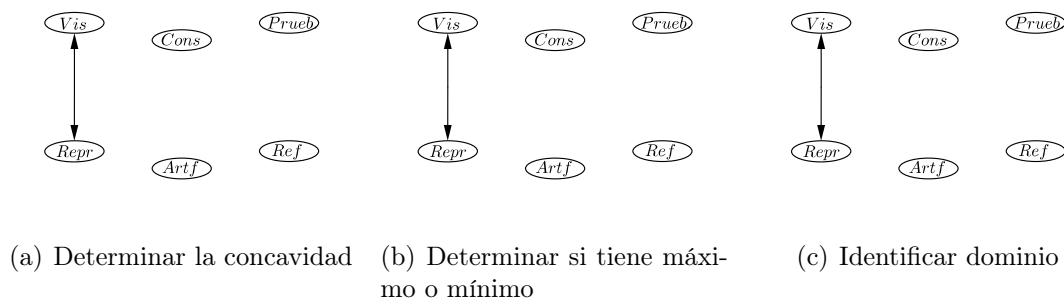 Vis Cons Prueb Vis Cons Prueb Vis Cons Prueb
Repr Artf Ref Repr Artf Ref Repr Artf Ref
(a) Determinar la concavidad (b) Determinar si tiene máxi- (c) Identificar dominio
mo o mínimo